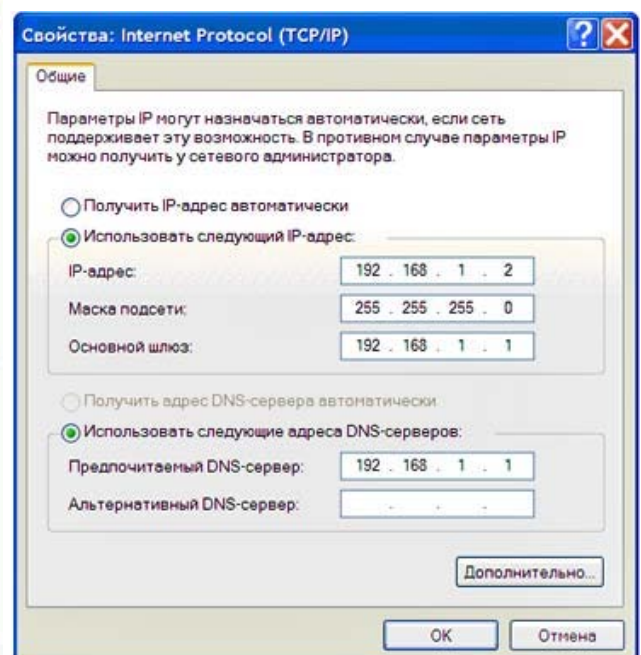 Свойства: Internet Protocol (TCP/IP)
Общие
Параметры IP могут назначаться автоматически, если сеть
поддерживает эту возможность. В противном случае параметры IP
можно получить у сетевого администратора.
Получить IP-адрес автоматически
Использовать следующий IP-адрес:
IP-адрес: 192 . 168 . 1 . 2
Маска подсети: 255 . 255 . 255 . 0
Основной шлюз: 192 . 168 . 1 . 1
Получить адрес DNS-сервера автоматически
Использовать следующие адреса DNS-серверов:
Предпочитаемый DNS-сервер: 192 . 168 . 1 . 1
Альтернативный DNS-сервер: . . .
Дополнительно...
OK Отмена